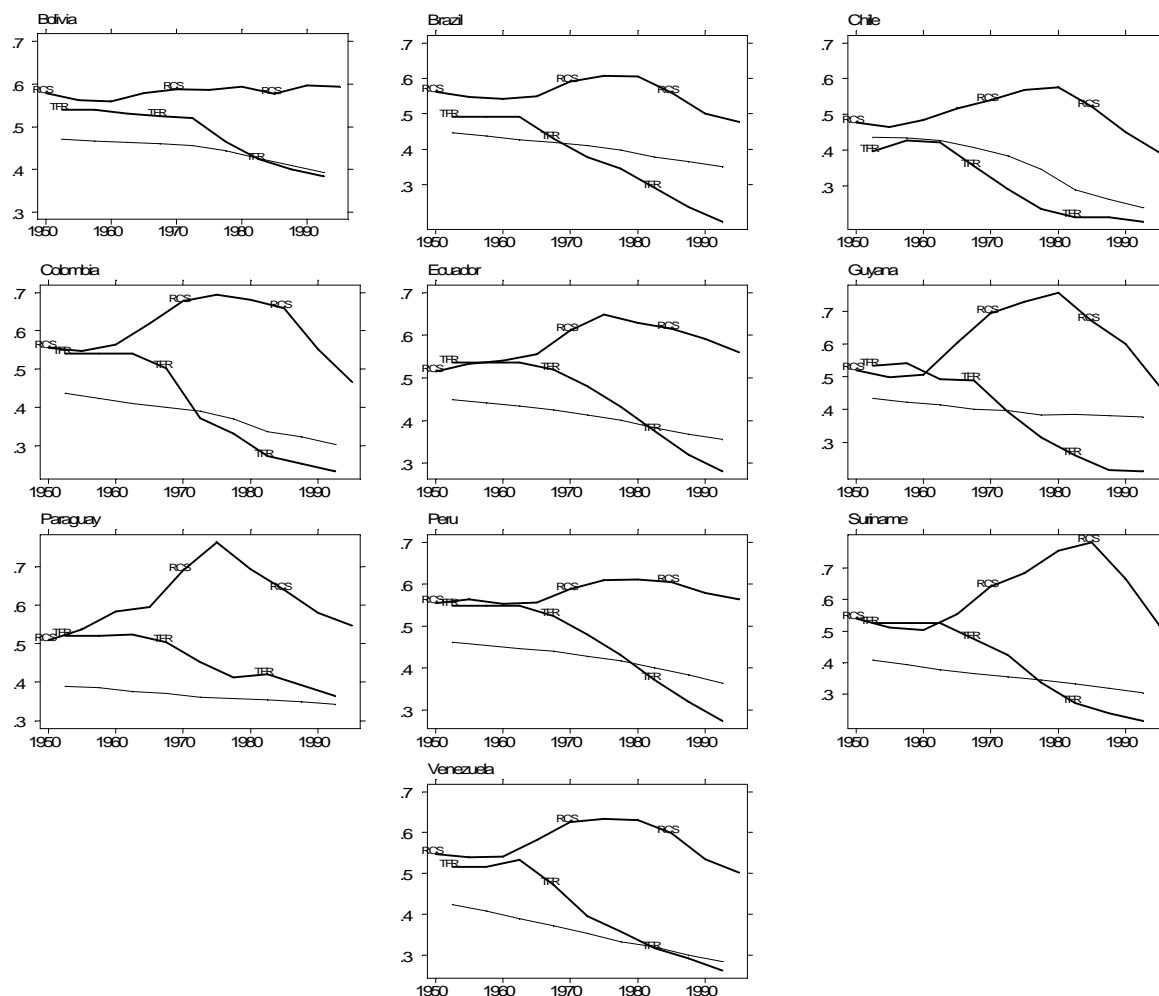 Bolivia
.7
.6
.5
.4
.3
RCS
RCS
RCS
TFR
TFR
TFR
1950 1960 1970 1980 1990
Brazil
.7
.6
.5
.4
.3
RCS
RCS
RCS
TFR
TFR
TFR
1950 1960 1970 1980 1990
Chile
.7
.6
.5
.4
.3
RCS
RCS
RCS
TFR
TFR
TFR
1950 1960 1970 1980 1990
Colombia
.7
.6
.5
.4
.3
RCS
RCS
RCS
TFR
TFR
TFR
1950 1960 1970 1980 1990
Ecuador
.7
.6
.5
.4
.3
RCS
RCS
RCS
TFR
TFR
TFR
1950 1960 1970 1980 1990
Guyana
.7
.6
.5
.4
.3
RCS
RCS
RCS
TFR
TFR
TFR
1950 1960 1970 1980 1990
Paraguay
.7
.6
.5
.4
.3
RCS
RCS
RCS
TFR
TFR
TFR
1950 1960 1970 1980 1990
Peru
.7
.6
.5
.4
.3
RCS
RCS
RCS
TFR
TFR
TFR
1950 1960 1970 1980 1990
Suriname
.7
.6
.5
.4
.3
RCS
RCS
RCS
TFR
TFR
TFR
1950 1960 1970 1980 1990
Venezuela
.7
.6
.5
.4
.3
RCS
RCS
RCS
TFR
TFR
TFR
1950 1960 1970 1980 1990